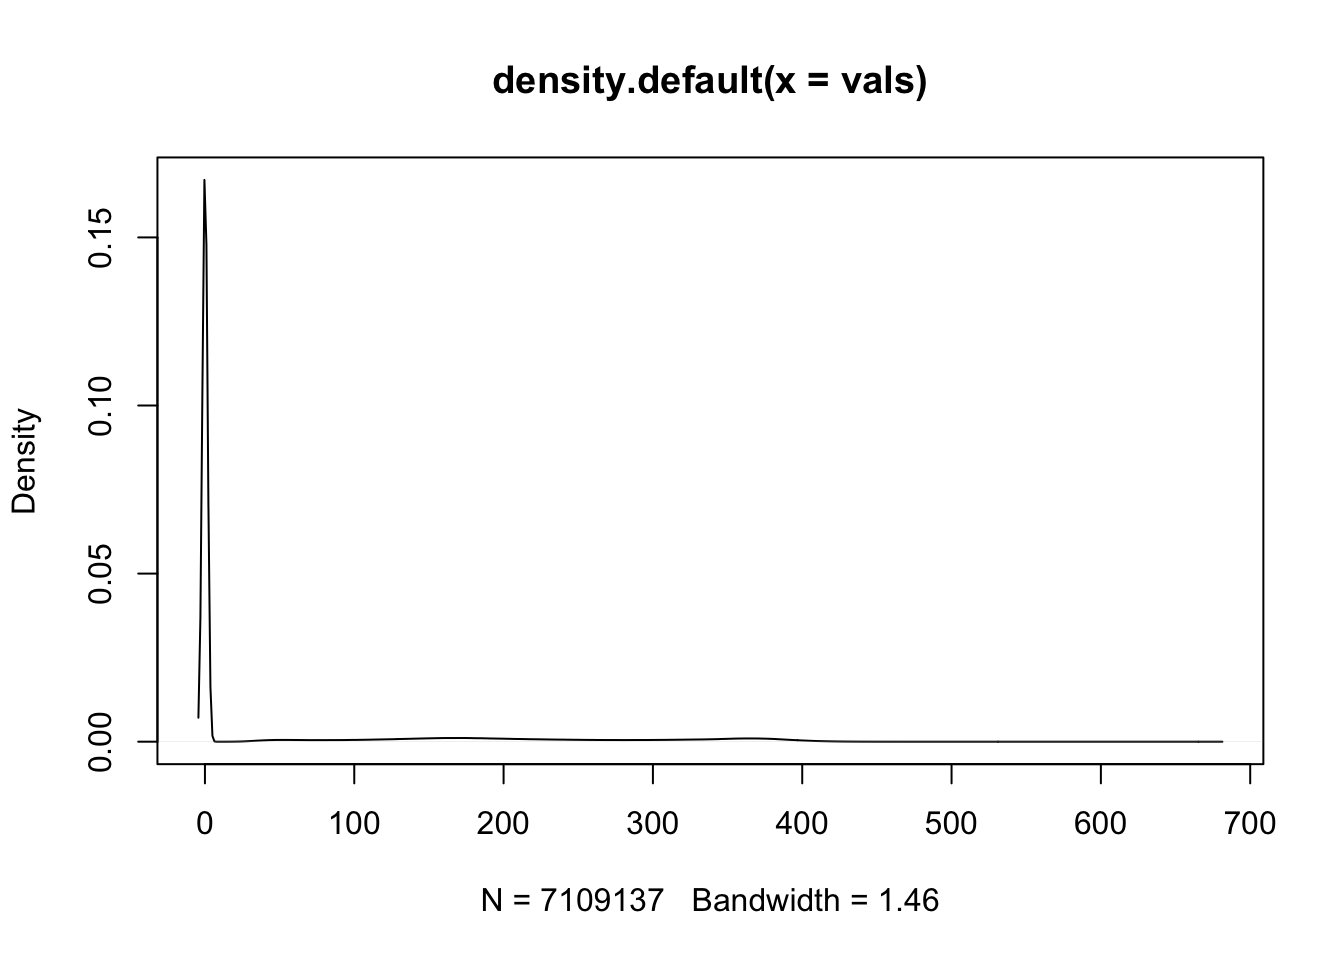 density.default(x = vals)
Density
0.15
0.10
0.05
0.00
0 100 200 300 400 500 600 700
N = 7109137   Bandwidth = 1.46